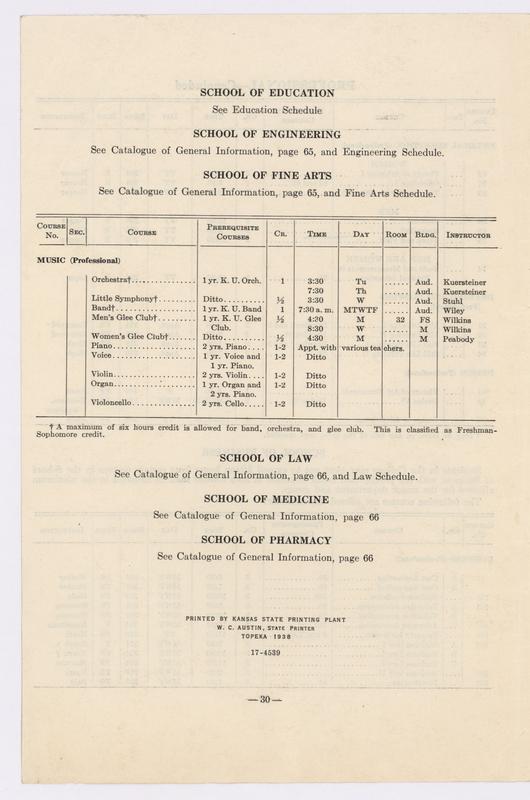 SCHOOL OF EDUCATION
See Education Schedule
SCHOOL OF ENGINEERING
See Catalogue of General Information, page 65, and Engineering Schedule.
SCHOOL OF FINE ARTS
See Catalogue of General Information, page 65, and Fine Arts Schedule.
COURSE No. SEC. COURSE PREREQUISITE COURSES CR. TIME DAY ROOM BLDG. INSTRUCTOR
MUSIC (Professional)
Orchestra†................ 1 yr. K. U. Orch. 1 3:30 Tu ...... Aud. Kuersteiner
7:30 Th ...... Aud. Kuersteiner
Little Symphony†......... Ditto.......... ½ 3:30 W ...... Aud. Stuhl
Band†.................... 1 yr. K. U. Band 1 7:30 a. m. MTWTF ...... Aud. Wiley
Men's Glee Club†......... 1 yr. K. U. Glee ½ 4:30 M 32 FS Wilkins
Club. 8:30 W ...... M Wilkins
Women's Glee Club†....... Ditto.......... ½ 4:30 M ...... M Peabody
Piano.................... 2 yrs. Piano.... 1-2 Appt. with various teachers.
Voice.................... 1 yr. Voice and 1-2 Ditto
1 yr. Piano.
Violin................... 2 yrs. Violin.... 1-2 Ditto
Organ.................... 1 yr. Organ and 1-2 Ditto
2 yrs. Piano.
Violoncello.............. 2 yrs. Cello..... 1-2 Ditto
† A maximum of six hours credit is allowed for band, orchestra, and glee club. This is classified as Freshman-
Sophomore credit.
SCHOOL OF LAW
See Catalogue of General Information, page 66, and Law Schedule.
SCHOOL OF MEDICINE
See Catalogue of General Information, page 66
SCHOOL OF PHARMACY
See Catalogue of General Information, page 66
PRINTED BY KANSAS STATE PRINTING PLANT
W. C. AUSTIN, STATE PRINTER
TOPEKA 1938
17-4539
—30—